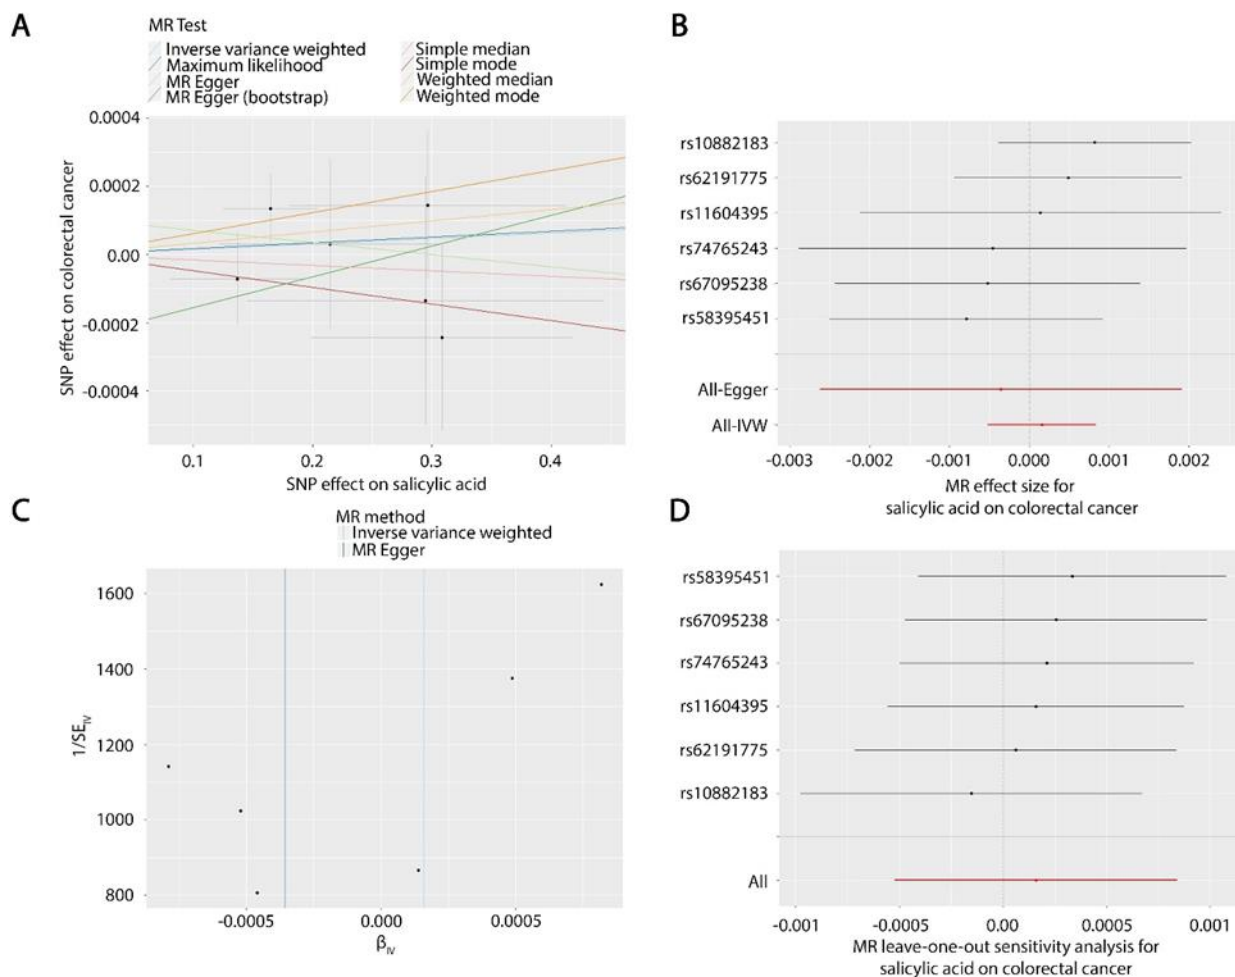 A
MR Test
Inverse variance weighted
Maximum likelihood
MR Egger
MR Egger (bootstrap)
Simple median
Simple mode
Weighted median
Weighted mode
SNP effect on colorectal cancer
0.0004
0.0002
0.00
-0.0002
-0.0004
0.1 0.2 0.3 0.4
SNP effect on salicylic acid
B
rs10882183
rs62191775
rs11604395
rs74765243
rs67095238
rs58395451
All-Egger
All-IVW
-0.003 -0.002 -0.001 0.000 0.001 0.002
MR effect size for
salicylic acid on colorectal cancer
C
MR method
Inverse variance weighted
MR Egger
1/SE_IV
1600
1400
1200
1000
800
-0.0005 0.000 0.0005
β_IV
D
rs58395451
rs67095238
rs74765243
rs11604395
rs62191775
rs10882183
All
-0.001 -0.0005 0.00 0.0005 0.001
MR leave-one-out sensitivity analysis for
salicylic acid on colorectal cancer